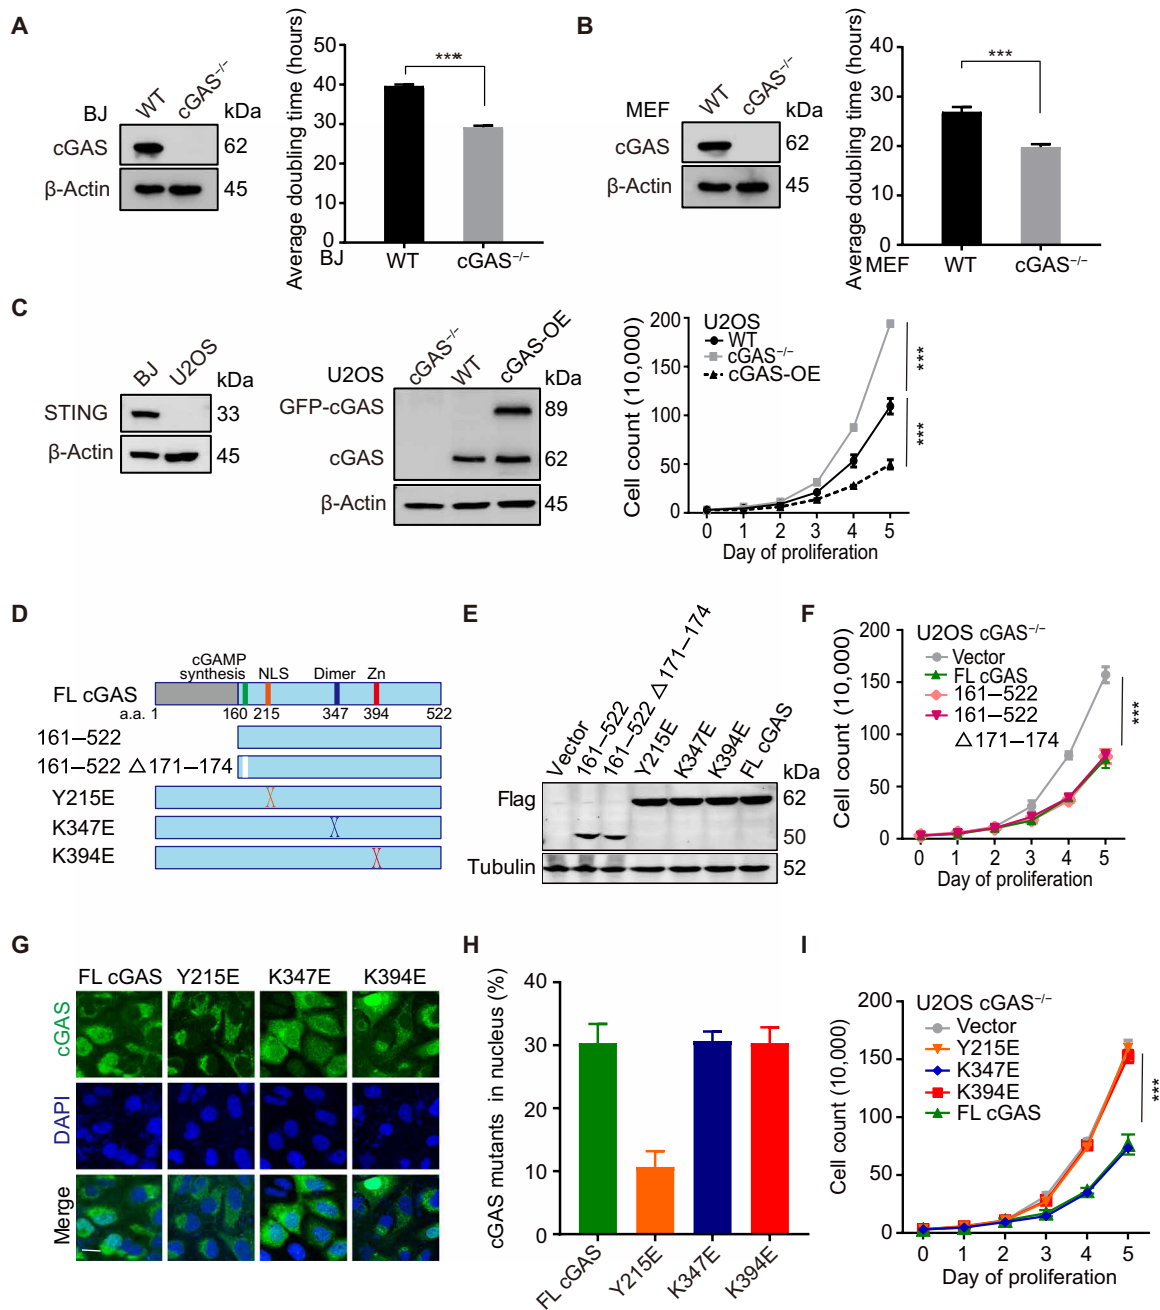 A
BJ
WT
cGAS−/−
kDa
cGAS
62
β-Actin
45
Average doubling time (hours)
50
40
30
20
10
0
****
BJ
WT
cGAS−/−
B
MEF
WT
cGAS−/−
kDa
cGAS
62
β-Actin
45
Average doubling time (hours)
40
30
20
10
0
***
MEF
WT
cGAS−/−
C
BJ
U2OS
kDa
STING
33
β-Actin
45
U2OS
cGAS−/−
WT
cGAS-OE
kDa
GFP-cGAS
89
cGAS
62
β-Actin
45
Cell count (10,000)
200
150
100
50
0
U2OS
WT
cGAS−/−
cGAS-OE
***
***
0 1 2 3 4 5
Day of proliferation
D
cGAMP
synthesis
NLS Dimer Zn
FL cGAS
a.a. 1 160 215 347 394 522
161–522
161–522 △171–174
Y215E
K347E
K394E
E
Vector
161–522
161–522 △171–174
Y215E
K347E
K394E
FL cGAS
kDa
Flag
62
50
Tubulin
52
F
Cell count (10,000)
200
150
100
50
0
U2OS cGAS−/−
Vector
FL cGAS
161–522
161–522
△171–174
***
0 1 2 3 4 5
Day of proliferation
G
FL cGAS Y215E K347E K394E
cGAS
DAPI
Merge
H
cGAS mutants in nucleus (%)
40
30
20
10
0
FL cGAS
Y215E
K347E
K394E
I
Cell count (10,000)
200
150
100
50
0
U2OS cGAS−/−
Vector
Y215E
K347E
K394E
FL cGAS
***
0 1 2 3 4 5
Day of proliferation